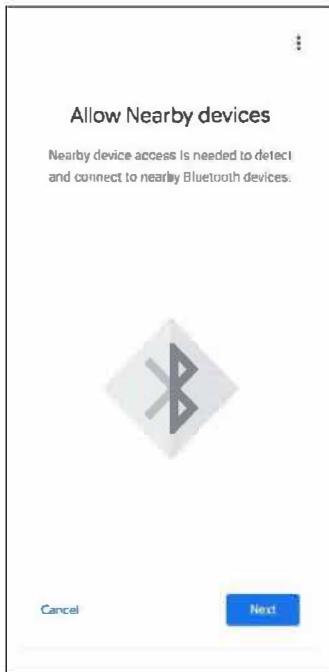 Allow Nearby devices
Nearby device access is needed to detect
and connect to nearby Bluetooth devices.
Cancel
Next